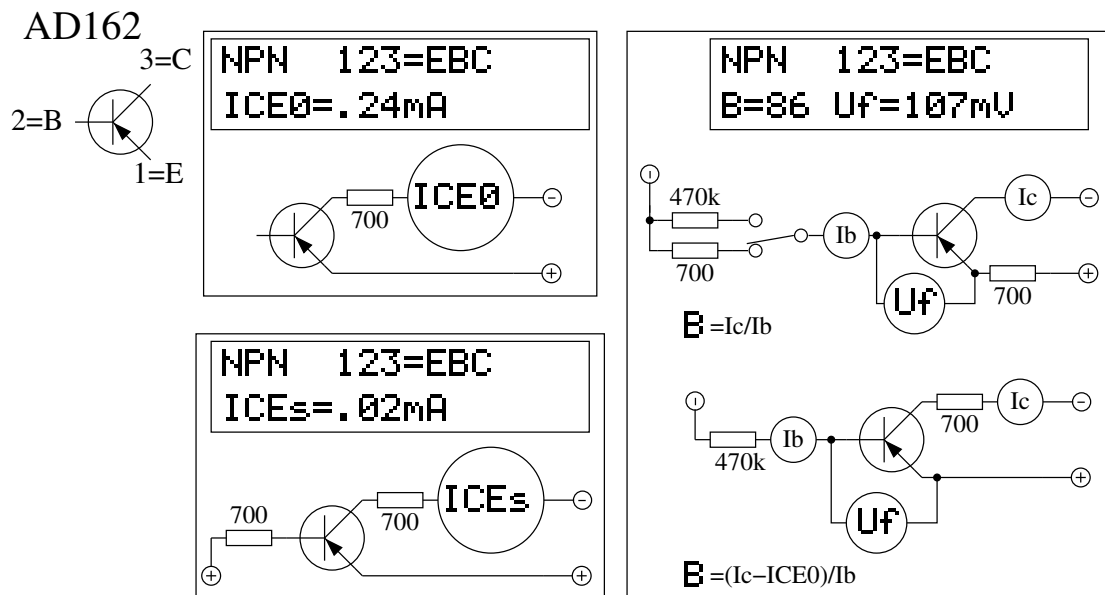 AD162
3=C
2=B
1=E
NPN 123=EBC
ICE0=.24mA
ICE0
700
−
+
NPN 123=EBC
ICEs=.02mA
ICEs
700
700
−
+
+
NPN 123=EBC
B=86 Uf=107mV
−
470k
700
Ib
Ic
−
Uf
700
+
B=Ic/Ib
−
470k
Ib
700
Ic
−
+
Uf
B=(Ic−ICE0)/Ib